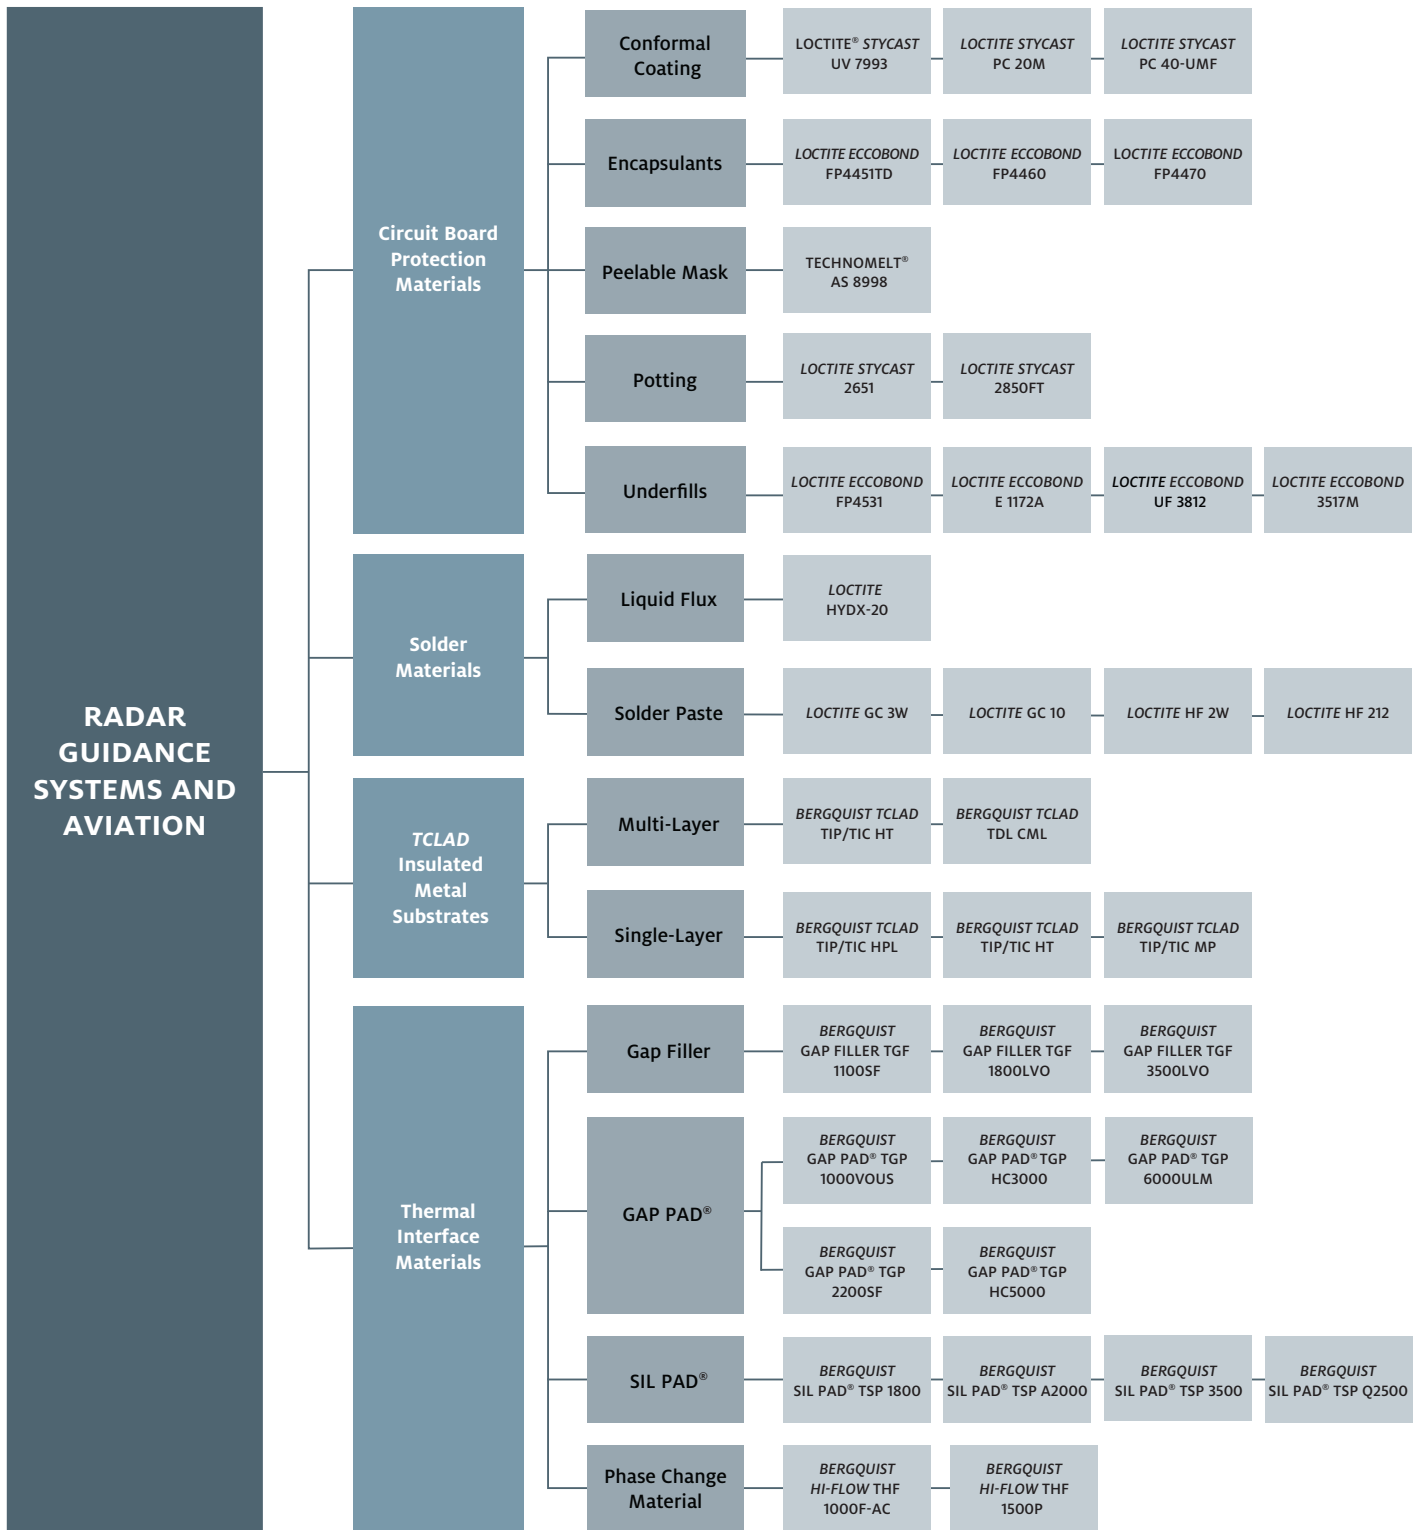 RADAR
GUIDANCE
SYSTEMS AND
AVIATION
Circuit Board
Protection
Materials
Conformal
Coating
LOCTITE® STYCAST
UV 7993
LOCTITE STYCAST
PC 20M
LOCTITE STYCAST
PC 40-UMF
Encapsulants
LOCTITE ECCOBOND
FP4451TD
LOCTITE ECCOBOND
FP4460
LOCTITE ECCOBOND
FP4470
Peelable Mask
TECHNOMELT®
AS 8998
Potting
LOCTITE STYCAST
2651
LOCTITE STYCAST
2850FT
Underfills
LOCTITE ECCOBOND
FP4531
LOCTITE ECCOBOND
E 1172A
LOCTITE ECCOBOND
UF 3812
LOCTITE ECCOBOND
3517M
Solder
Materials
Liquid Flux
LOCTITE
HYDX-20
Solder Paste
LOCTITE GC 3W
LOCTITE GC 10
LOCTITE HF 2W
LOCTITE HF 212
TCLAD
Insulated
Metal
Substrates
Multi-Layer
BERGQUIST TCLAD
TIP/TIC HT
BERGQUIST TCLAD
TDL CML
Single-Layer
BERGQUIST TCLAD
TIP/TIC HPL
BERGQUIST TCLAD
TIP/TIC HT
BERGQUIST TCLAD
TIP/TIC MP
Thermal
Interface
Materials
Gap Filler
BERGQUIST
GAP FILLER TGF
1100SF
BERGQUIST
GAP FILLER TGF
1800LVO
BERGQUIST
GAP FILLER TGF
3500LVO
GAP PAD®
BERGQUIST
GAP PAD® TGP
1000VOUS
BERGQUIST
GAP PAD® TGP
HC3000
BERGQUIST
GAP PAD® TGP
6000ULM
BERGQUIST
GAP PAD® TGP
2200SF
BERGQUIST
GAP PAD® TGP
HC5000
SIL PAD®
BERGQUIST
SIL PAD® TSP 1800
BERGQUIST
SIL PAD® TSP A2000
BERGQUIST
SIL PAD® TSP 3500
BERGQUIST
SIL PAD® TSP Q2500
Phase Change
Material
BERGQUIST
HI-FLOW THF
1000F-AC
BERGQUIST
HI-FLOW THF
1500P